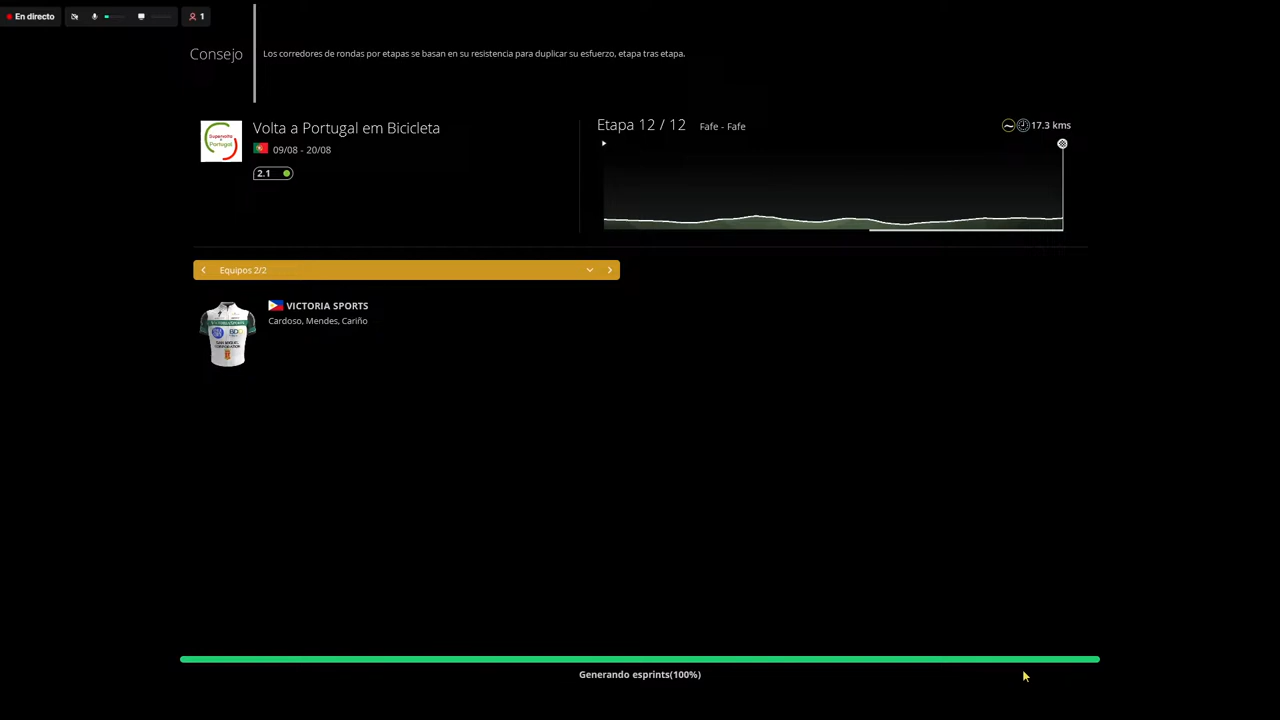 En directo
1
Consejo
Los corredores de rondas por etapas se basan en su resistencia para duplicar su esfuerzo, etapa tras etapa.
Volta a Portugal em Bicicleta
09/08 - 20/08
2.1
Etapa 12 / 12
Fafe - Fafe
17.3 kms
Equipos 2/2
VICTORIA SPORTS
Cardoso, Mendes, Cariño
Generando esprints(100%)